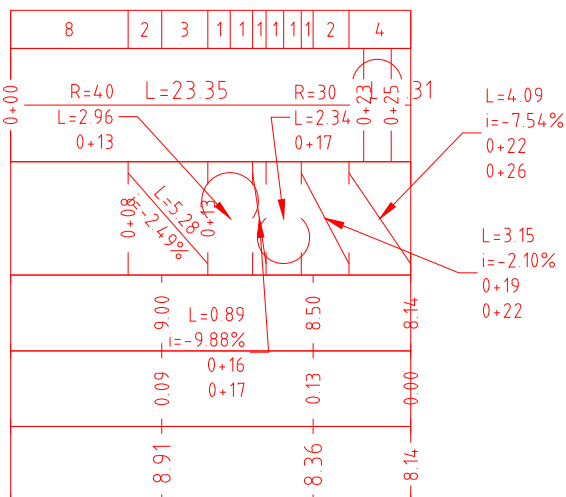 8 2 3 1 1 1 1 1 1 2 4
0+00
R=40 L=23.35 R=30
0+23
0+25
.31
L=2.96
0+13
L=2.34
0+17
L=4.09
i=-7.54%
0+22
0+26
0+08
L=5.28
i=-2.49%
0+13
L=3.15
i=-2.10%
0+19
0+22
L=0.89
i=-9.88%
0+16
0+17
9.00
8.50
8.14
0.09
0.13
0.00
8.91
8.36
8.14